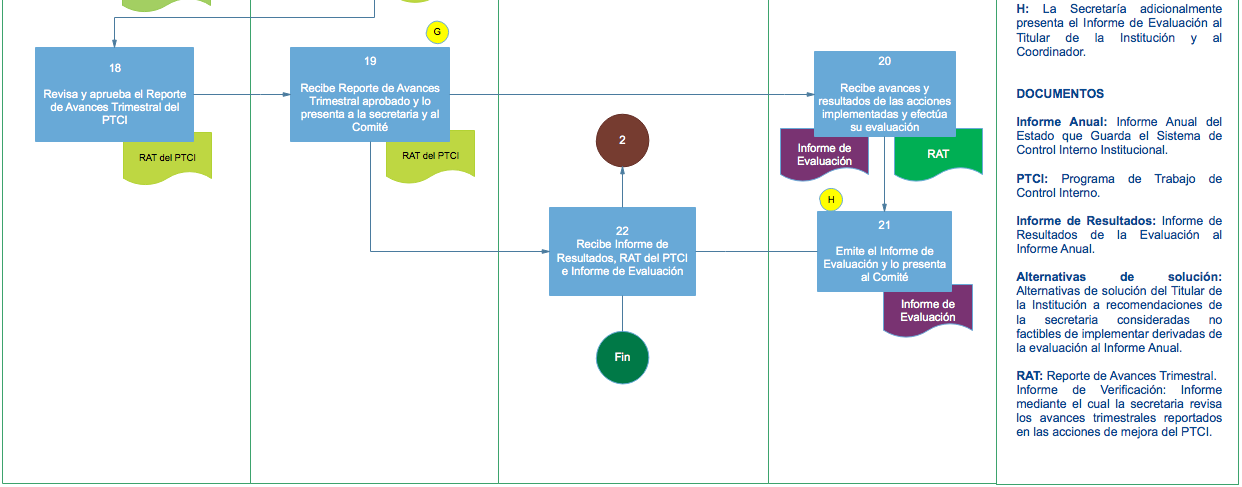 18
Revisa y aprueba el Reporte
de Avances Trimestral del
PTCI
RAT del PTCI
G
19
Recibe Reporte de Avances
Trimestral aprobado y lo
presenta a la secretaria y al
Comité
RAT del PTCI
2
22
Recibe Informe de
Resultados, RAT del PTCI
e Informe de Evaluación
Fin
20
Recibe avances y
resultados de las acciones
implementadas y efectúa
su evaluación
Informe de
Evaluación
RAT
H
21
Emite el Informe de
Evaluación y lo presenta
al Comité
Informe de
Evaluación
H: La Secretaría adicionalmente
presenta el Informe de Evaluación al
Titular de la Institución y al
Coordinador.
DOCUMENTOS
Informe Anual: Informe Anual del
Estado que Guarda el Sistema de
Control Interno Institucional.
PTCI: Programa de Trabajo de
Control Interno.
Informe de Resultados: Informe de
Resultados de la Evaluación al
Informe Anual.
Alternativas de solución:
Alternativas de solución del Titular de
la Institución a recomendaciones de
la secretaria consideradas no
factibles de implementar derivadas de
la evaluación al Informe Anual.
RAT: Reporte de Avances Trimestral.
Informe de Verificación: Informe
mediante el cual la secretaria revisa
los avances trimestrales reportados
en las acciones de mejora del PTCI.